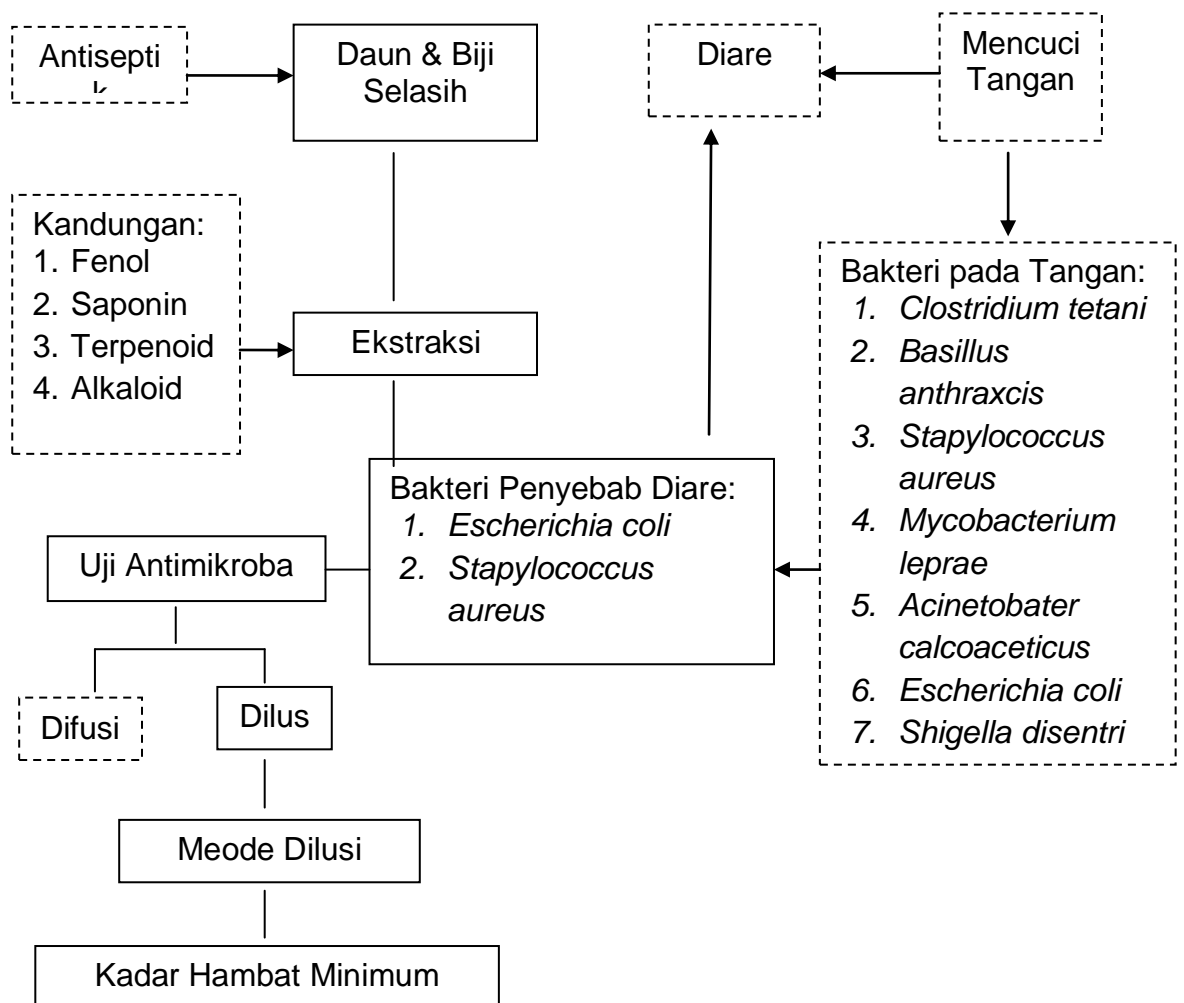 Antisepti
k
Daun & Biji
Selasih
Diare
Mencuci
Tangan
Kandungan:
1. Fenol
2. Saponin
3. Terpenoid
4. Alkaloid
Ekstraksi
Bakteri pada Tangan:
1. Clostridium tetani
2. Basillus
anthraxcis
3. Stapylococcus
aureus
4. Mycobacterium
leprae
5. Acinetobater
calcoaceticus
6. Escherichia coli
7. Shigella disentri
Bakteri Penyebab Diare:
1. Escherichia coli
2. Stapylococcus
aureus
Uji Antimikroba
Difusi
Dilus
Meode Dilusi
Kadar Hambat Minimum